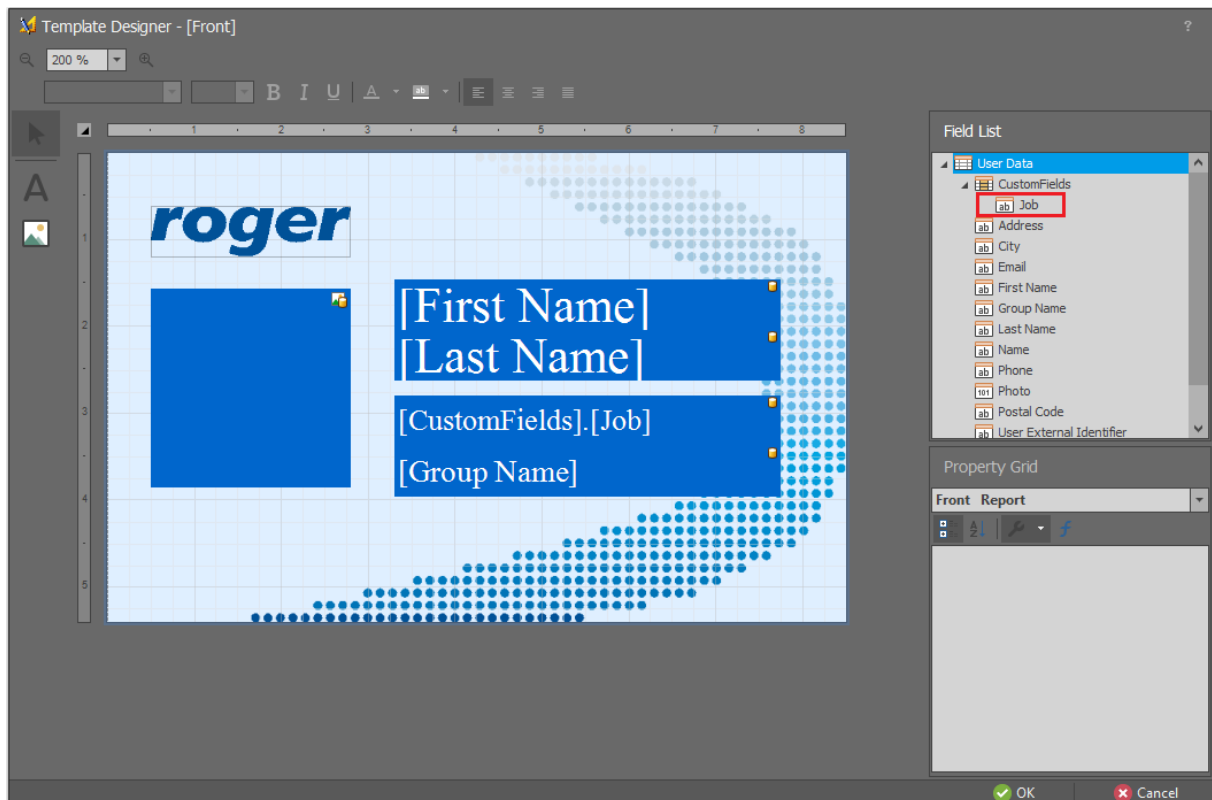 Template Designer - [Front]
?
200 %
B I U A ab
1 2 3 4 5 6 7 8
A
1
2
3
4
5
roger
[First Name]
[Last Name]
[CustomFields].[Job]
[Group Name]
Field List
User Data
CustomFields
ab Job
ab Address
ab City
ab Email
ab First Name
ab Group Name
ab Last Name
ab Name
ab Phone
101 Photo
ab Postal Code
ab User External Identifier
Property Grid
Front Report
OK Cancel